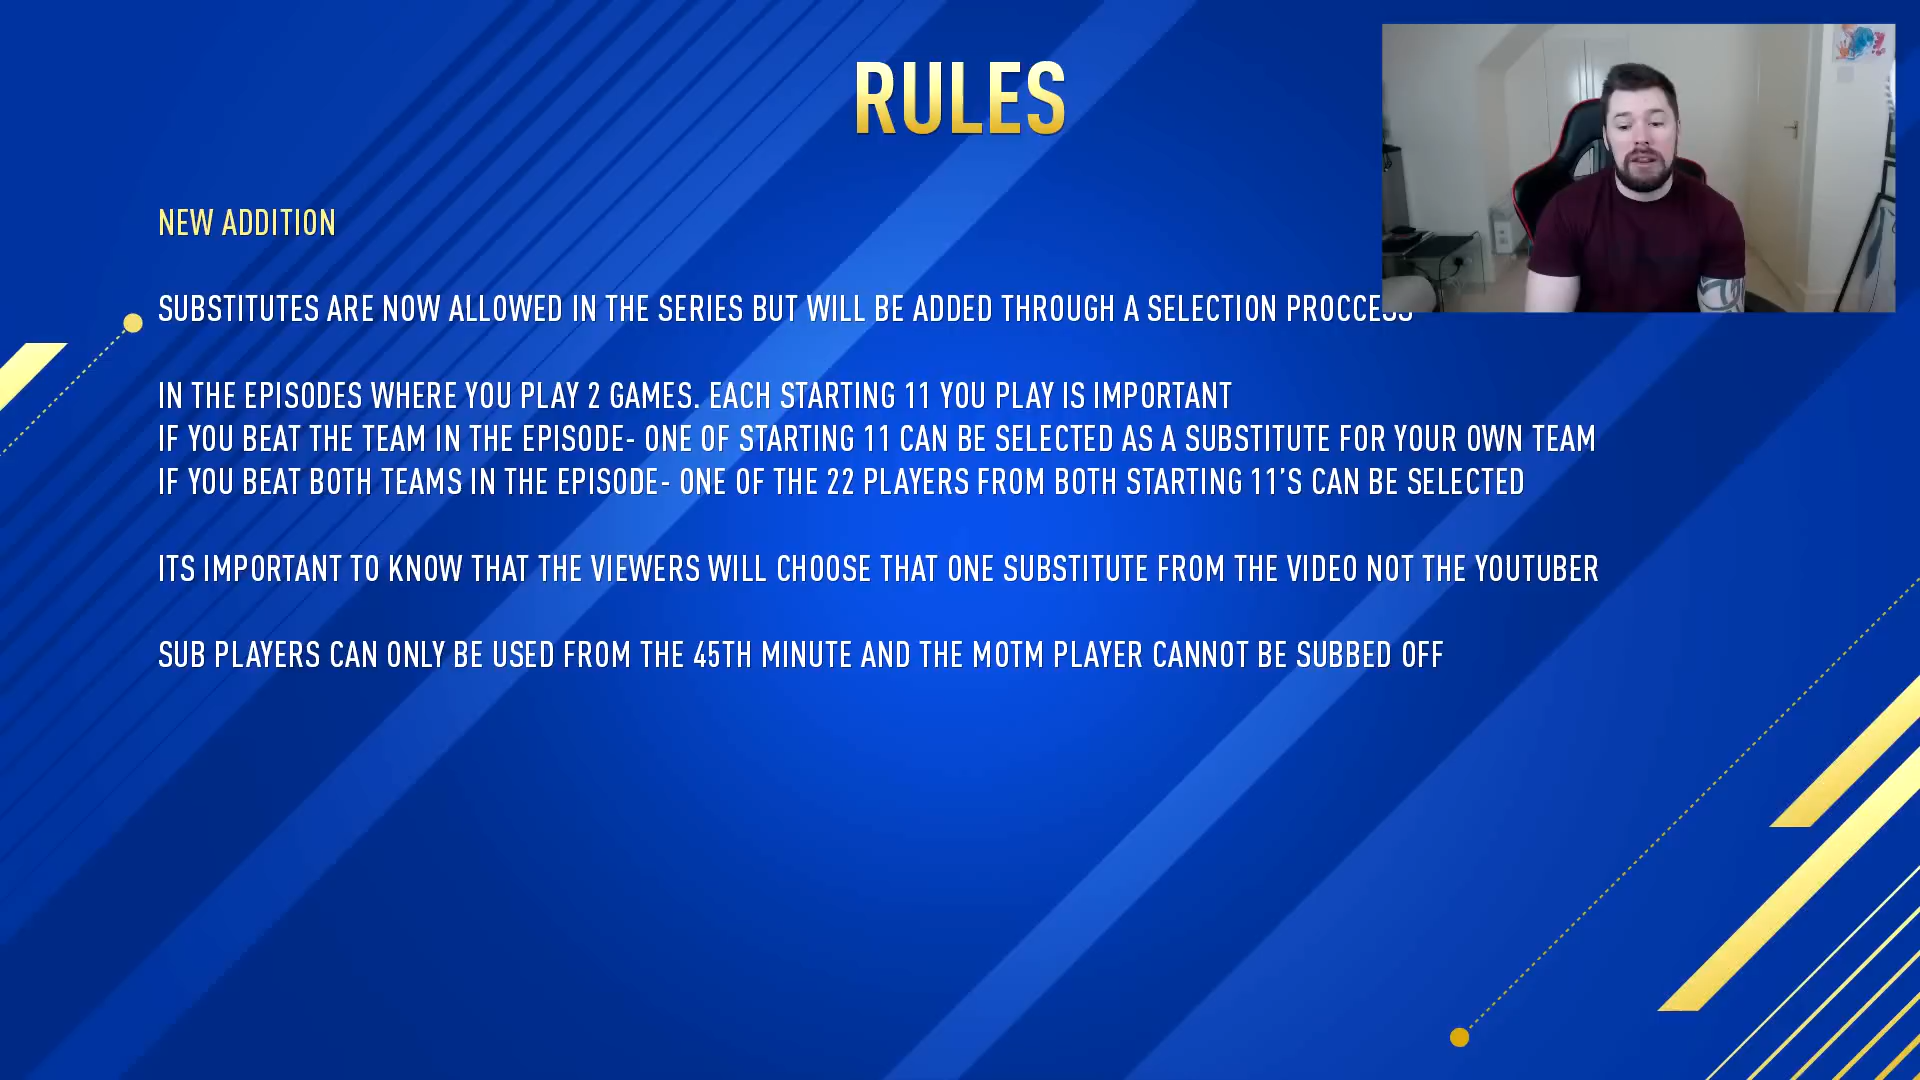 RULES
NEW ADDITION
SUBSTITUTES ARE NOW ALLOWED IN THE SERIES BUT WILL BE ADDED THROUGH A SELECTION PROCCESS
IN THE EPISODES WHERE YOU PLAY 2 GAMES. EACH STARTING 11 YOU PLAY IS IMPORTANT
IF YOU BEAT THE TEAM IN THE EPISODE- ONE OF STARTING 11 CAN BE SELECTED AS A SUBSTITUTE FOR YOUR OWN TEAM
IF YOU BEAT BOTH TEAMS IN THE EPISODE- ONE OF THE 22 PLAYERS FROM BOTH STARTING 11'S CAN BE SELECTED
ITS IMPORTANT TO KNOW THAT THE VIEWERS WILL CHOOSE THAT ONE SUBSTITUTE FROM THE VIDEO NOT THE YOUTUBER
SUB PLAYERS CAN ONLY BE USED FROM THE 45TH MINUTE AND THE MOTM PLAYER CANNOT BE SUBBED OFF